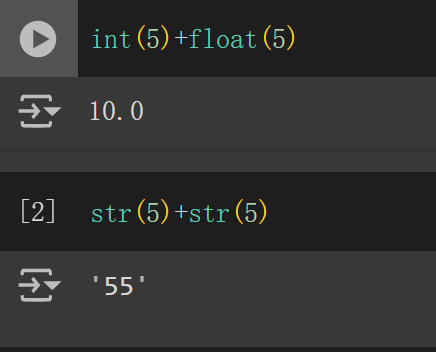 int(5)+float(5)
10.0
[2] str(5)+str(5)
'55'